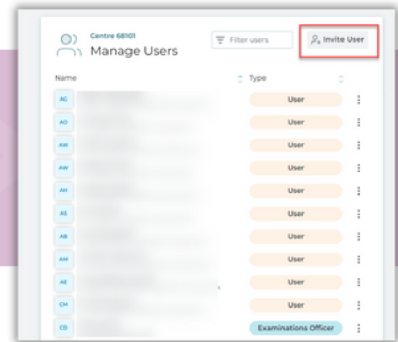 Centre 68101
Manage Users
Filter users
Invite User
Name
Type
AC
User
AO
User
AW
User
AW
User
AH
User
AS
User
AB
User
AM
User
AE
User
CM
User
CD
Examinations Officer